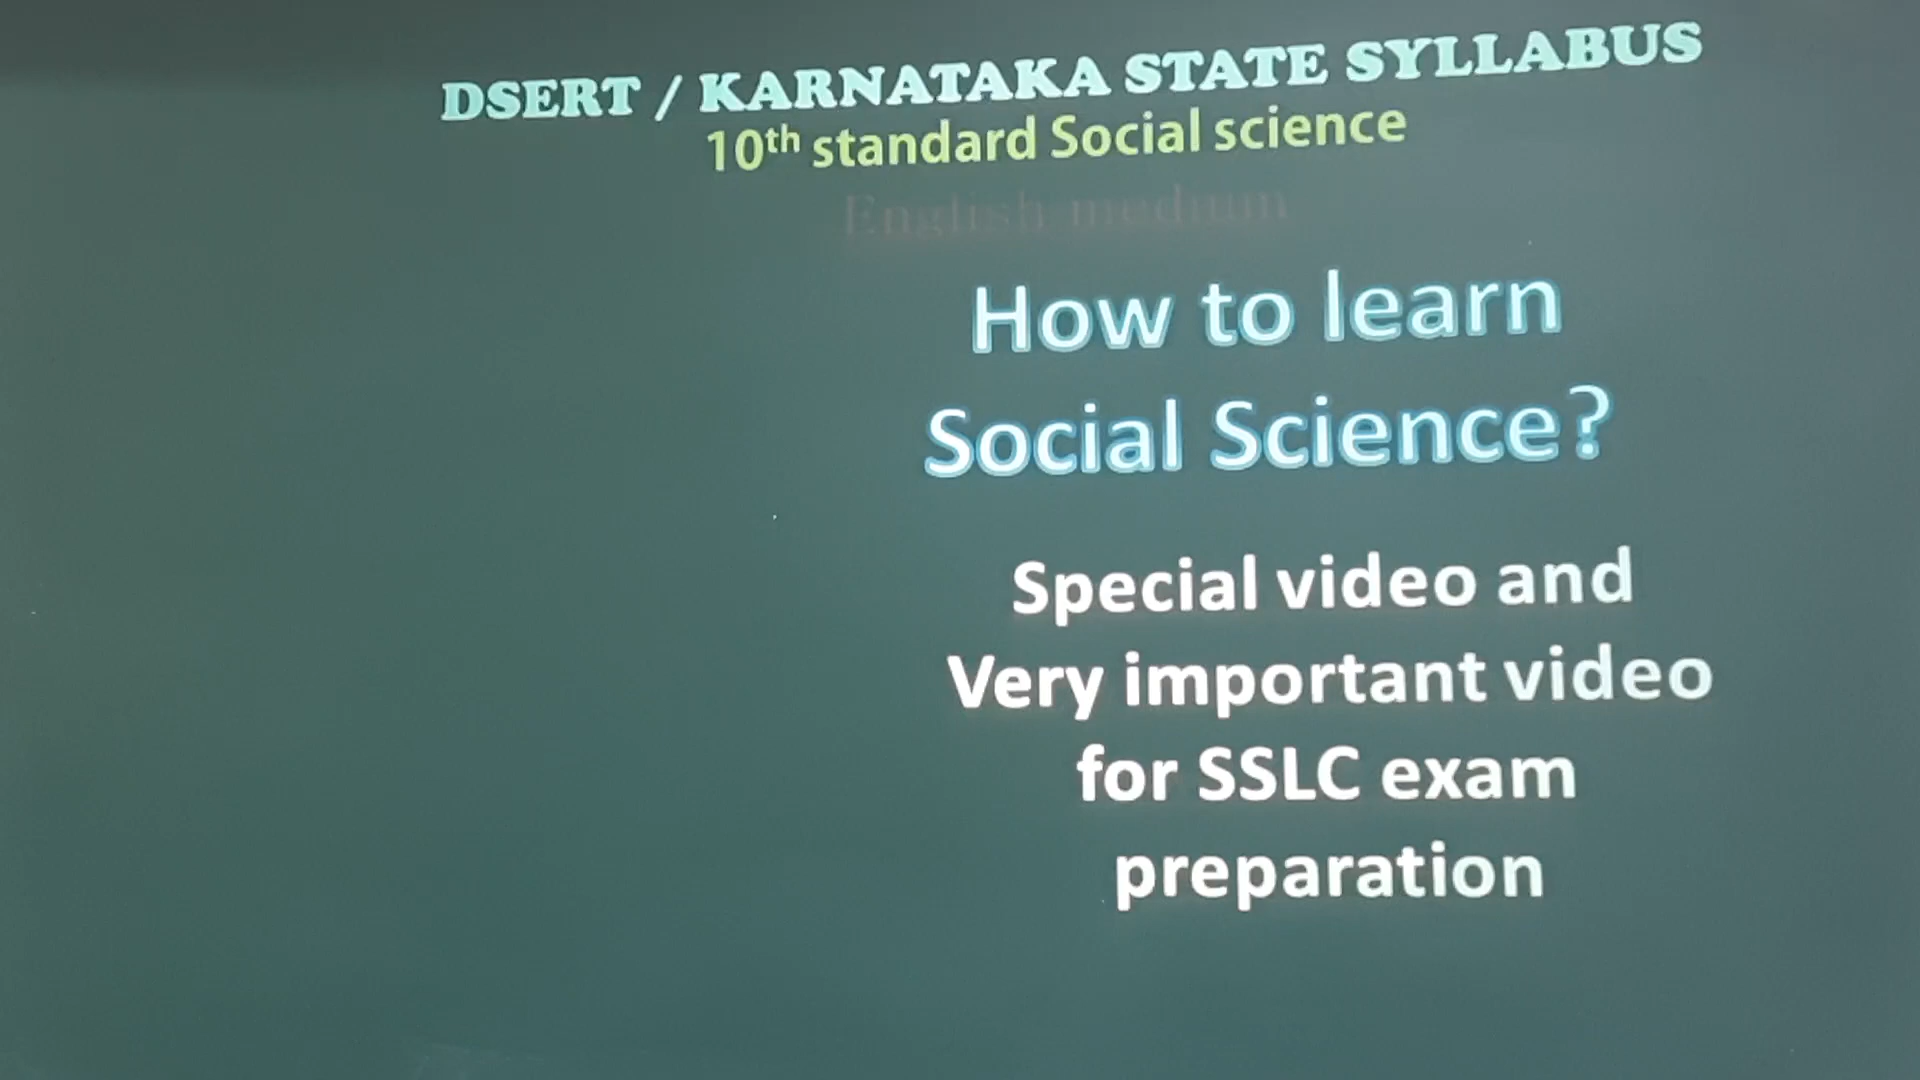 DSERT / KARNATAKA STATE SYLLABUS
10th standard Social science
English medium
How to learn
Social Science?
Special video and
Very important video
for SSLC exam
preparation